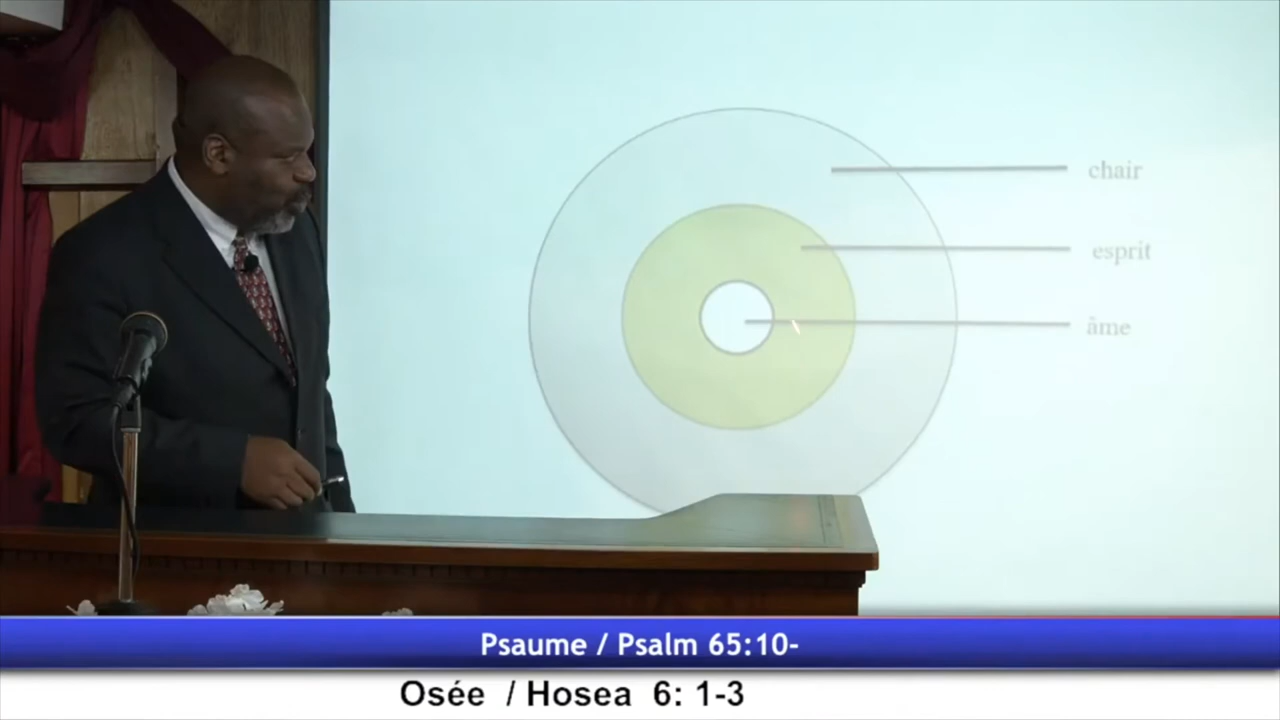 chair
esprit
âme
Psaume / Psalm 65:10-
Osée / Hosea 6: 1-3